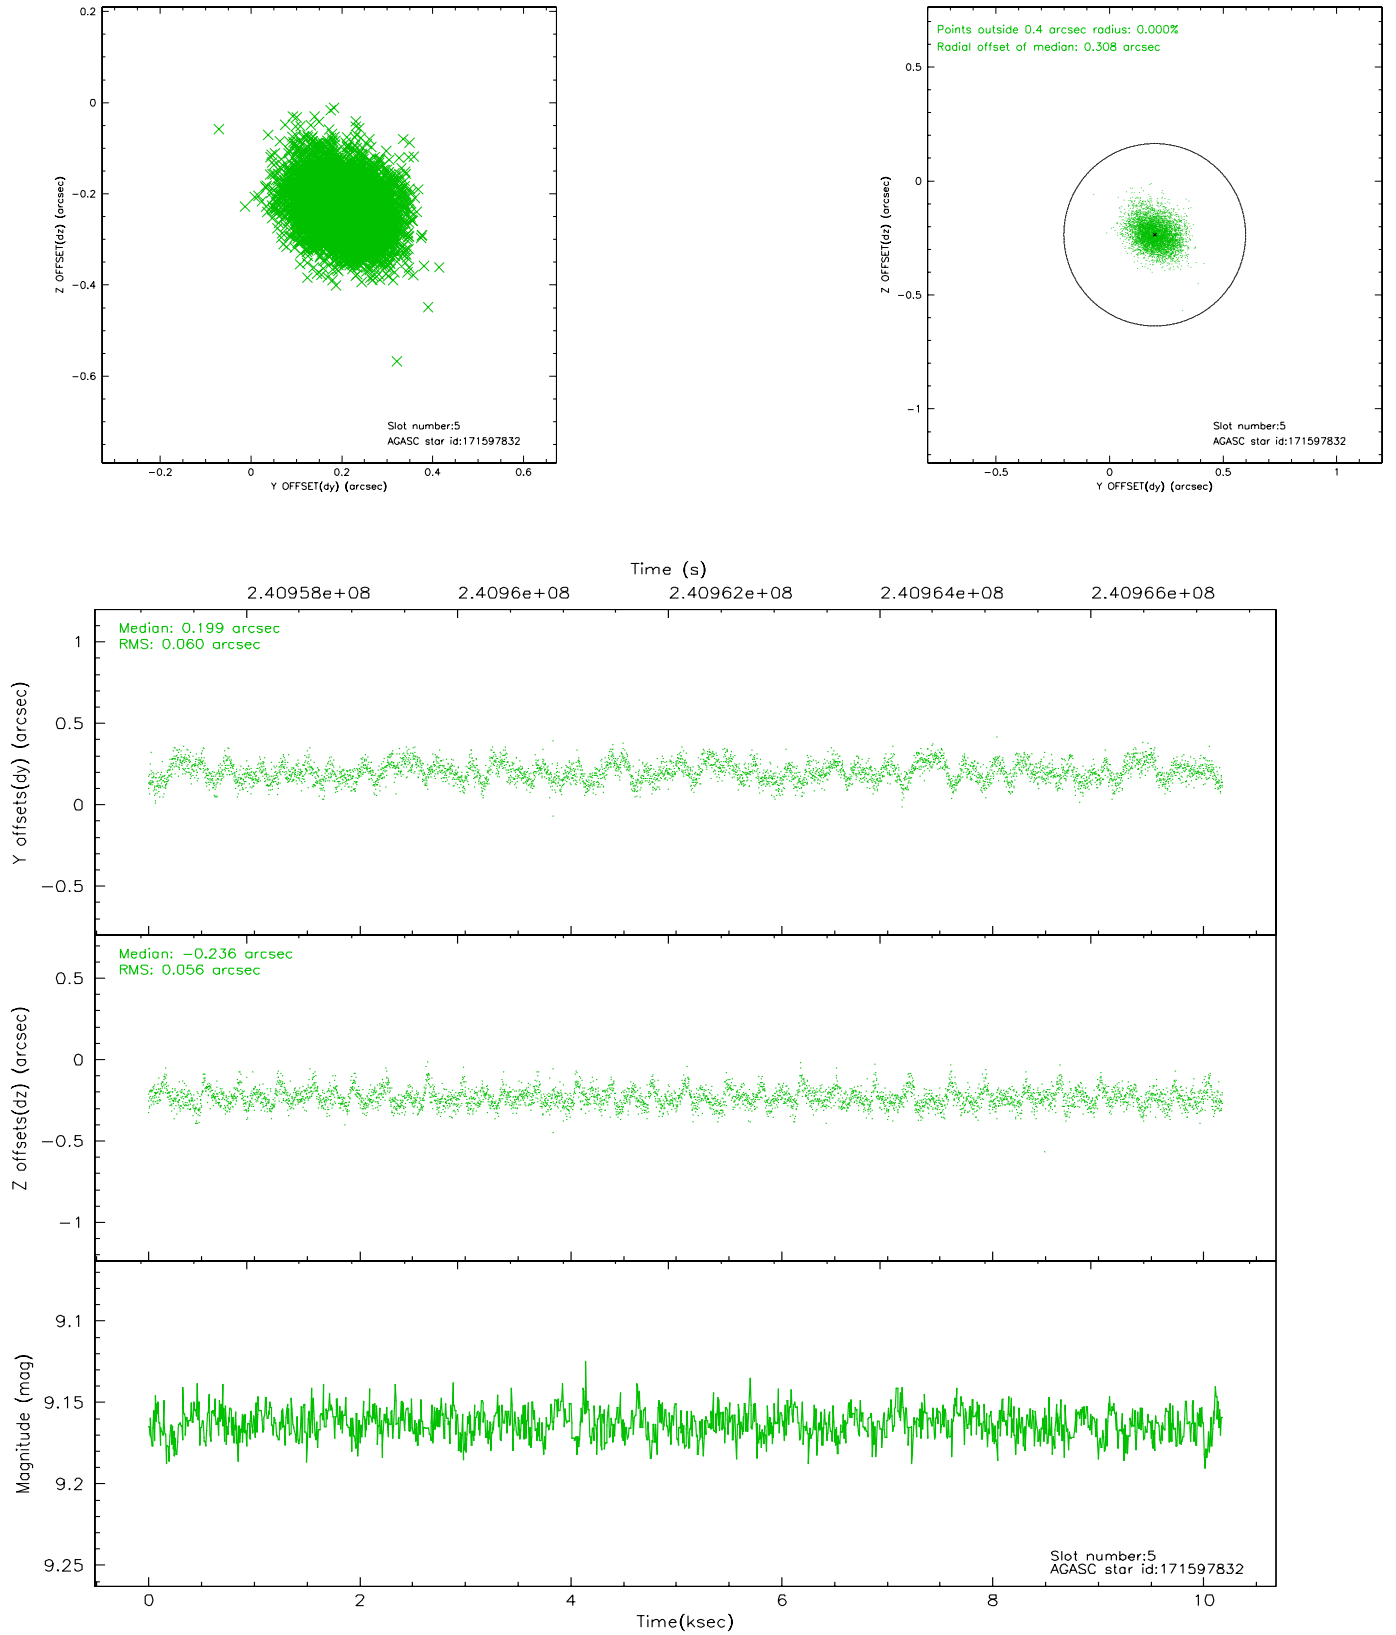 0.2
0
−0.2
−0.4
−0.6
Z OFFSET(dz) (arcsec)
Slot number:5
AGASC star id:171597832
−0.2 0 0.2 0.4 0.6
Y OFFSET(dy) (arcsec)
Points outside 0.4 arcsec radius: 0.000%
Radial offset of median: 0.308 arcsec
0.5
0
−0.5
−1
Z OFFSET(dz) (arcsec)
Slot number:5
AGASC star id:171597832
−0.5 0 0.5 1
Y OFFSET(dy) (arcsec)
Time (s)
2.40958e+08 2.4096e+08 2.40962e+08 2.40964e+08 2.40966e+08
Median: 0.199 arcsec
RMS: 0.060 arcsec
1
0.5
0
−0.5
Y offsets(dy) (arcsec)
Median: −0.236 arcsec
RMS: 0.056 arcsec
0.5
0
−0.5
−1
Z offsets(dz) (arcsec)
9.1
9.15
9.2
9.25
Magnitude (mag)
Slot number:5
AGASC star id:171597832
0 2 4 6 8 10
Time(ksec)